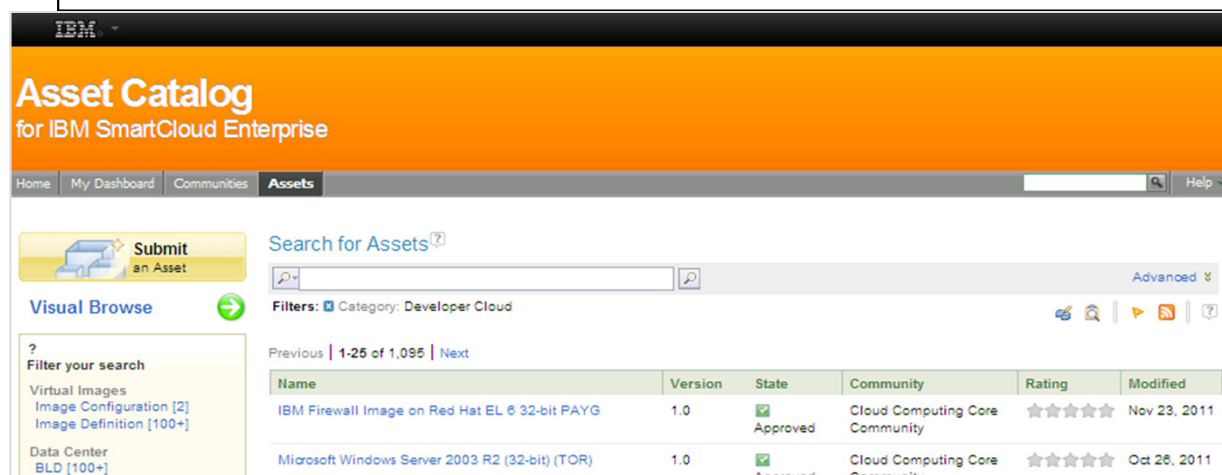 IBM
Asset Catalog
for IBM SmartCloud Enterprise
Home My Dashboard Communities Assets Help
Submit
an Asset
Visual Browse
?
Filter your search
Virtual Images
Image Configuration [2]
Image Definition [100+]
Data Center
BLD [100+]
Search for Assets ?
Advanced
Filters: Category: Developer Cloud
?
Previous | 1-25 of 1,095 | Next
Name Version State Community Rating Modified
IBM Firewall Image on Red Hat EL 6 32-bit PAYG 1.0 Approved Cloud Computing Core Community Nov 23, 2011
Microsoft Windows Server 2003 R2 (32-bit) (TOR) 1.0 Approved Cloud Computing Core Community Oct 26, 2011